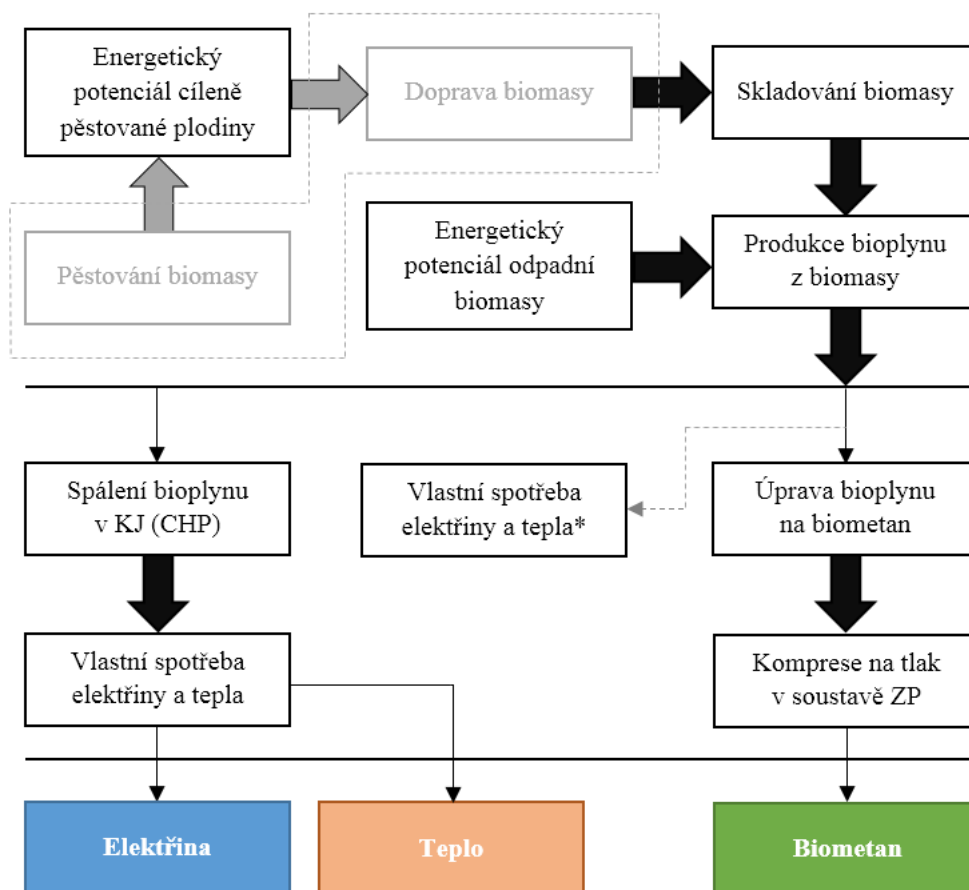 Energetický
potenciál cíleně
pěstované plodiny
Doprava biomasy
Skladování biomasy
Pěstování biomasy
Energetický
potenciál odpadní
biomasy
Produkce bioplynu
z biomasy
Spálení bioplynu
v KJ (CHP)
Vlastní spotřeba
elektřiny a tepla*
Úprava bioplynu
na biometan
Vlastní spotřeba
elektřiny a tepla
Komprese na tlak
v soustavě ZP
Elektřina
Teplo
Biometan